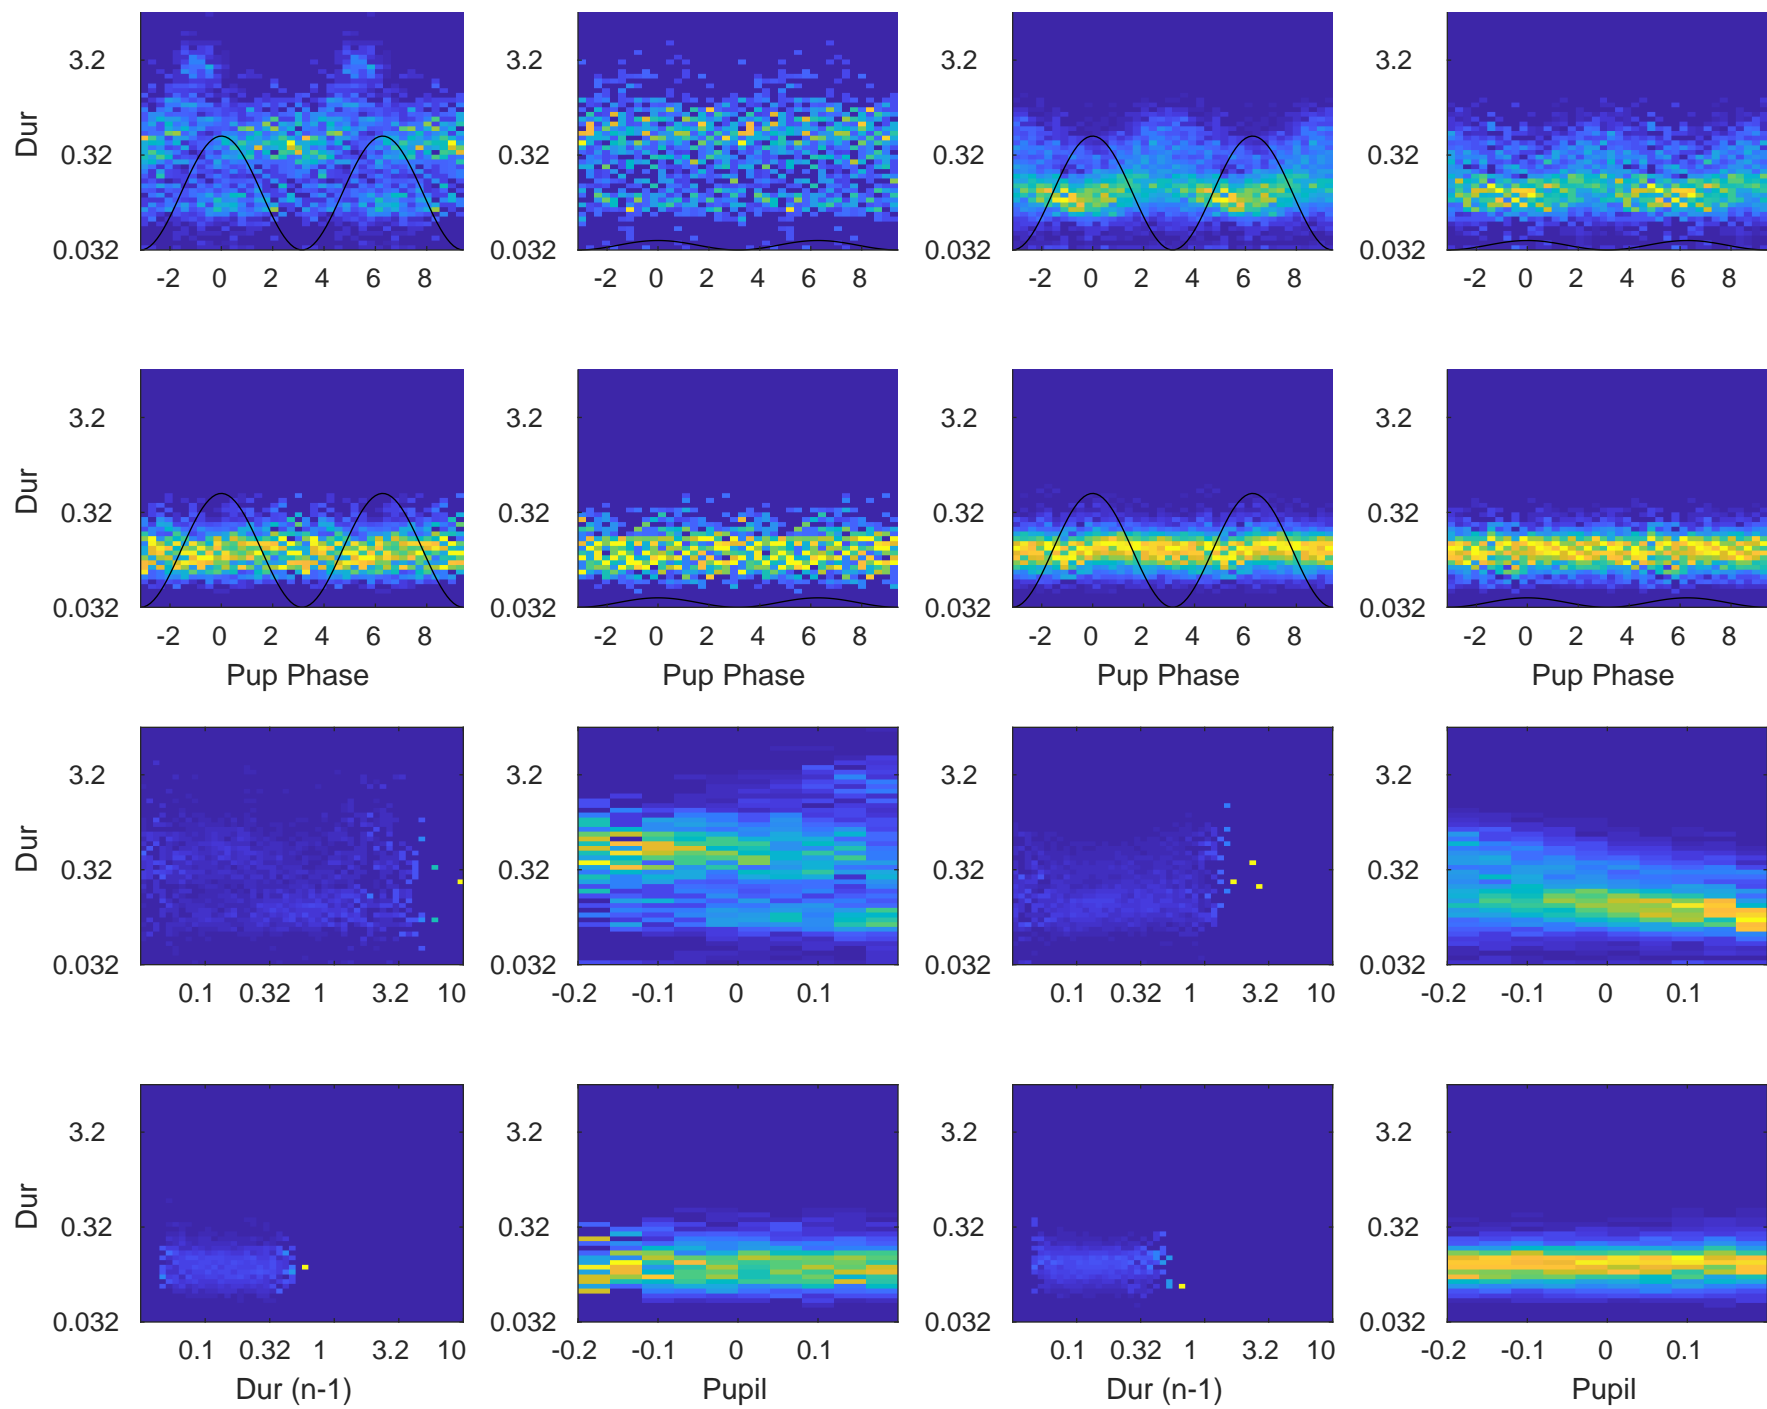 3.2 3.2 3.2 3.2
Dur
0.32 0.32 0.32 0.32
0.032 0.032 0.032 0.032
-2 0 2 4 6 8 -2 0 2 4 6 8 -2 0 2 4 6 8 -2 0 2 4 6 8
3.2 3.2 3.2 3.2
Dur
0.32 0.32 0.32 0.32
0.032 0.032 0.032 0.032
-2 0 2 4 6 8 -2 0 2 4 6 8 -2 0 2 4 6 8 -2 0 2 4 6 8
Pup Phase Pup Phase Pup Phase Pup Phase
3.2 3.2 3.2 3.2
Dur
0.32 0.32 0.32 0.32
0.032 0.032 0.032 0.032
0.1 0.32 1 3.2 10 -0.2 -0.1 0 0.1 0.1 0.32 1 3.2 10 -0.2 -0.1 0 0.1
3.2 3.2 3.2 3.2
Dur
0.32 0.32 0.32 0.32
0.032 0.032 0.032 0.032
0.1 0.32 1 3.2 10 -0.2 -0.1 0 0.1 0.1 0.32 1 3.2 10 -0.2 -0.1 0 0.1
Dur (n-1) Pupil Dur (n-1) Pupil